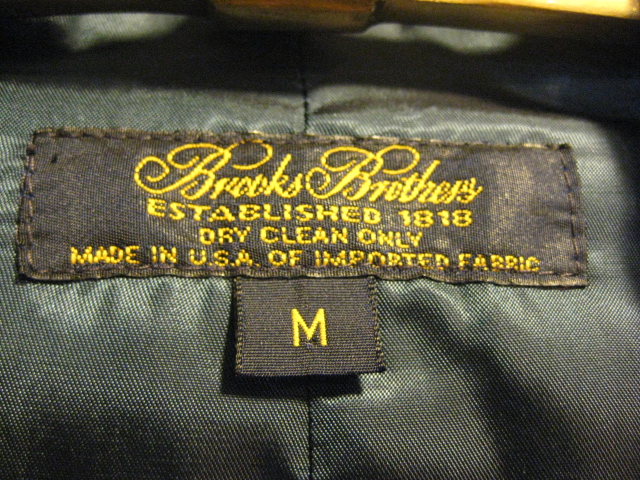 Brooks Brothers
ESTABLISHED 1818
DRY CLEAN ONLY
MADE IN U.S.A. OF IMPORTED FABRIC
M